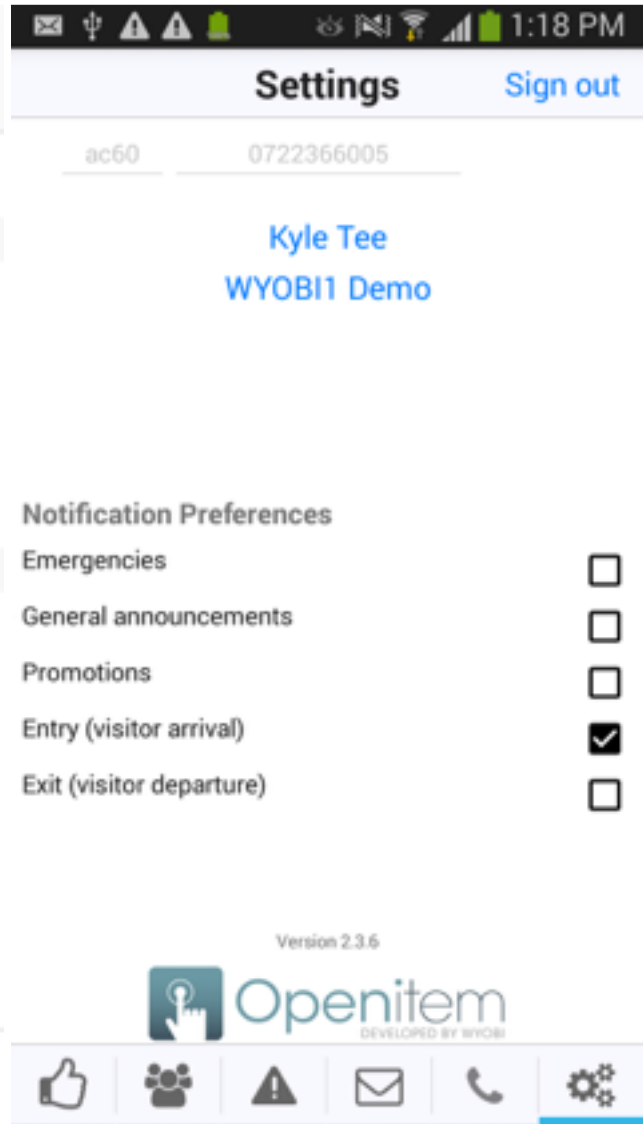 1:18 PM
Settings Sign out
ac60 0722366005
Kyle Tee
WYOBI1 Demo
Notification Preferences
Emergencies
General announcements
Promotions
Entry (visitor arrival)
Exit (visitor departure)
Version 2.3.6
Openitem
DEVELOPED BY WYOBI